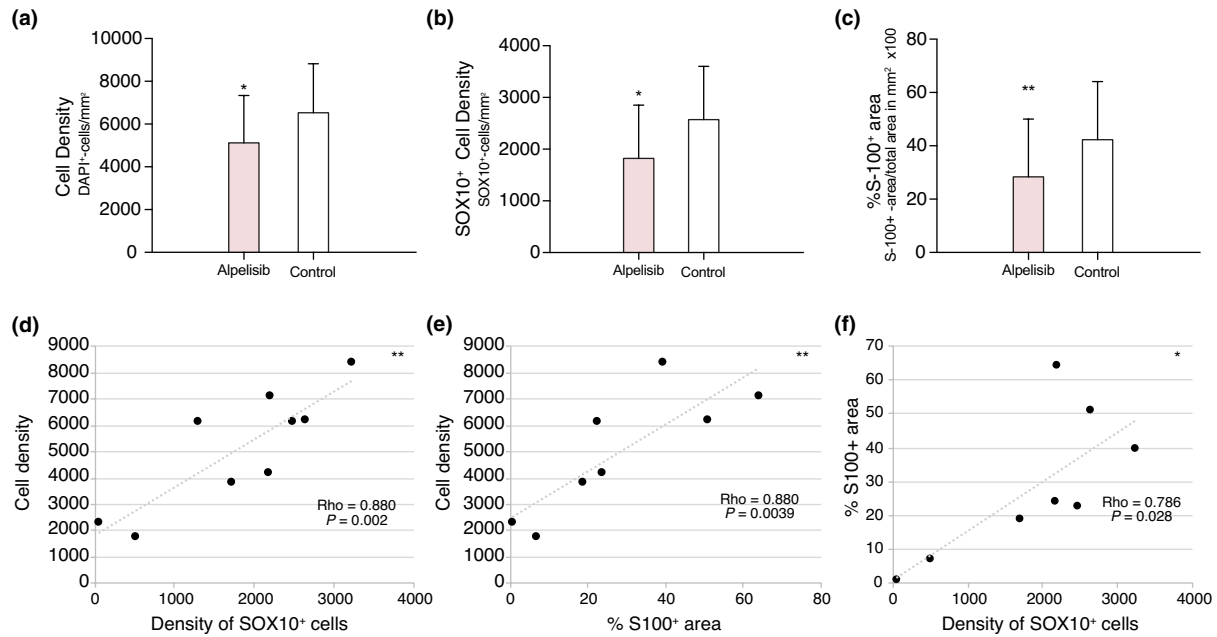 (a)
Cell Density
DAPI⁺-cells/mm²
10000
8000
6000
4000
2000
0
*
Alpelisib
Control
(b)
SOX10⁺ Cell Density
SOX10⁺-cells/mm²
4000
3000
2000
1000
0
*
Alpelisib
Control
(c)
%S-100⁺ area
S-100+ -area/total area in mm² x100
80
60
40
20
0
**
Alpelisib
Control
(d)
Cell density
9000
8000
7000
6000
5000
4000
3000
2000
1000
0
**
Rho = 0.880
P = 0.002
0 1000 2000 3000 4000
Density of SOX10⁺ cells
(e)
Cell density
9000
8000
7000
6000
5000
4000
3000
2000
1000
0
**
Rho = 0.880
P = 0.0039
0 20 40 60 80
% S100⁺ area
(f)
% S100+ area
70
60
50
40
30
20
10
0
*
Rho = 0.786
P = 0.028
0 1000 2000 3000 4000
Density of SOX10⁺ cells